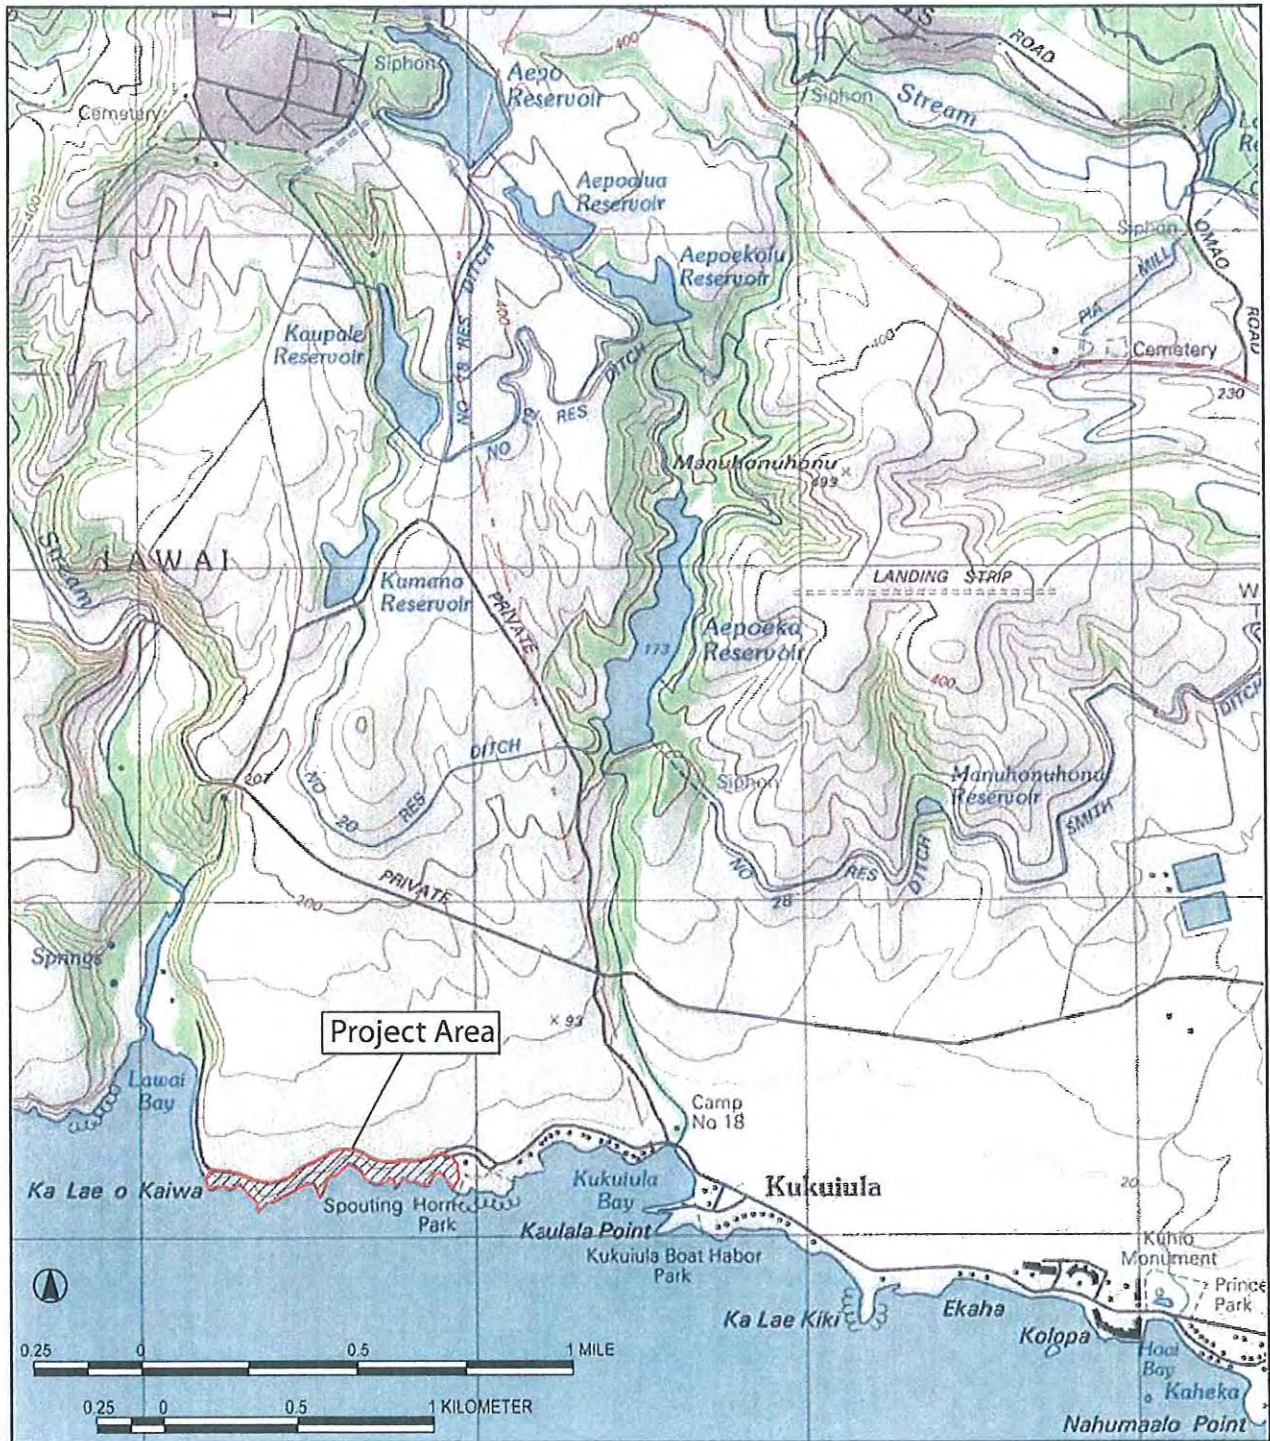 Siphon
Aepo
Reservoir
400
ROAD
Siphon
Stream
Cemetery
400
Aepoalua
Reservoir
Siphon
OMAO
ROAD
Aepoekolu
Reservoir
PIA MILL
NO 18 RES DITCH
400
Kaupale
Reservoir
400
Cemetery
230
NO 19 RES DITCH
Manuhonuhonu
499
Stream
LAWAI
LANDING STRIP
W
Kumano
Reservoir
PRIVATE
Aepoeka
Reservoir
173
400
DITCH
207
NO 20 RES DITCH
Siphon
Manuhonuhonu
Reservoir
SMITH
PRIVATE
NO 28 RES DITCH
200
Springs
93
Project Area
Lawai
Bay
Camp
No 18
Ka Lae o Kaiwa
Spouting Horn
Park
Kukuiula
Bay
Kukuiula
20
Kaulala Point
Kukuiula Boat Habor
Park
Kuhio
Monument
Prince
Park
Ka Lae Kiki
Ekaha
Kolopa
Hoai
Bay
Kaheka
Nahumaalo Point
0.25 0 0.5 1 MILE
0.25 0 0.5 1 KILOMETER